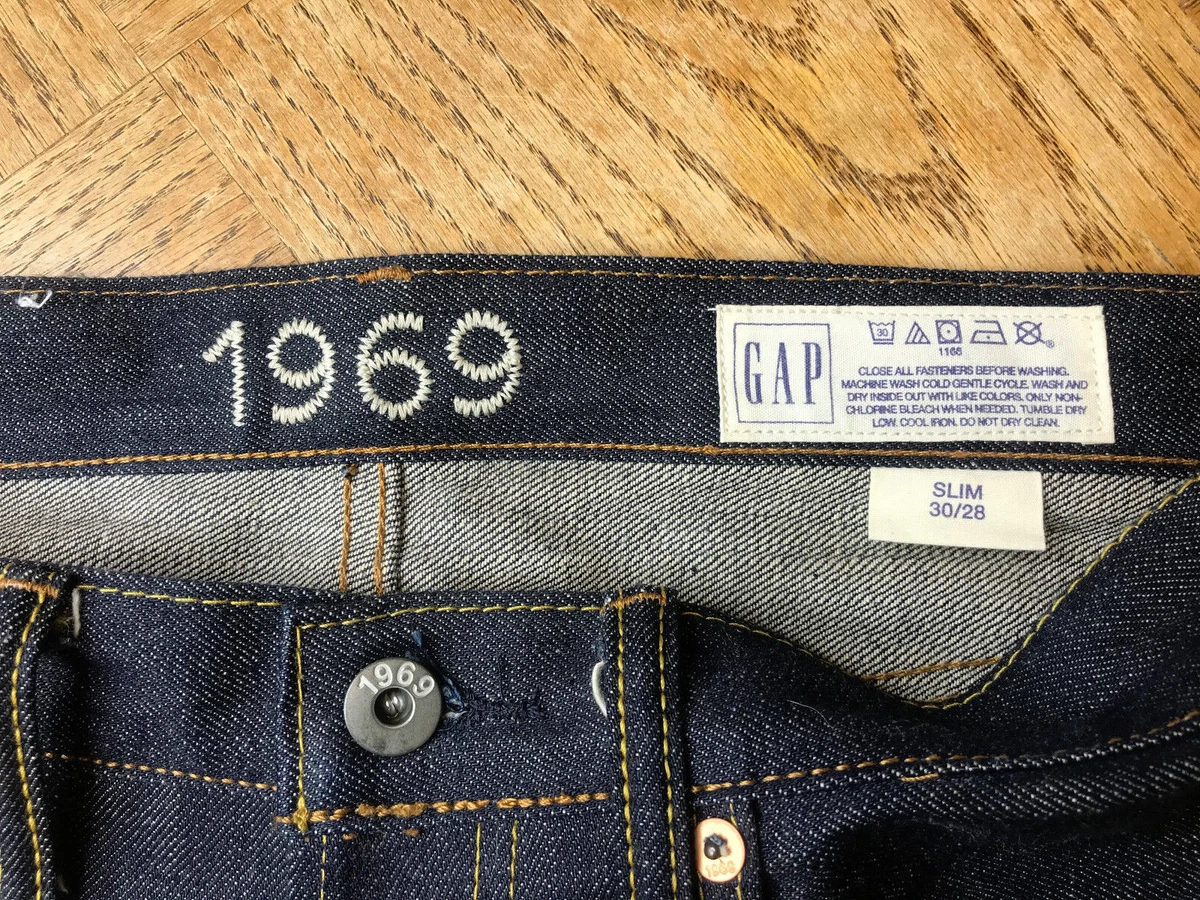 1969
GAP
30
®
1166
CLOSE ALL FASTENERS BEFORE WASHING.
MACHINE WASH COLD GENTLE CYCLE. WASH AND
DRY INSIDE OUT WITH LIKE COLORS. ONLY NON-
CHLORINE BLEACH WHEN NEEDED. TUMBLE DRY
LOW. COOL IRON. DO NOT DRY CLEAN.
SLIM
30/28
1969